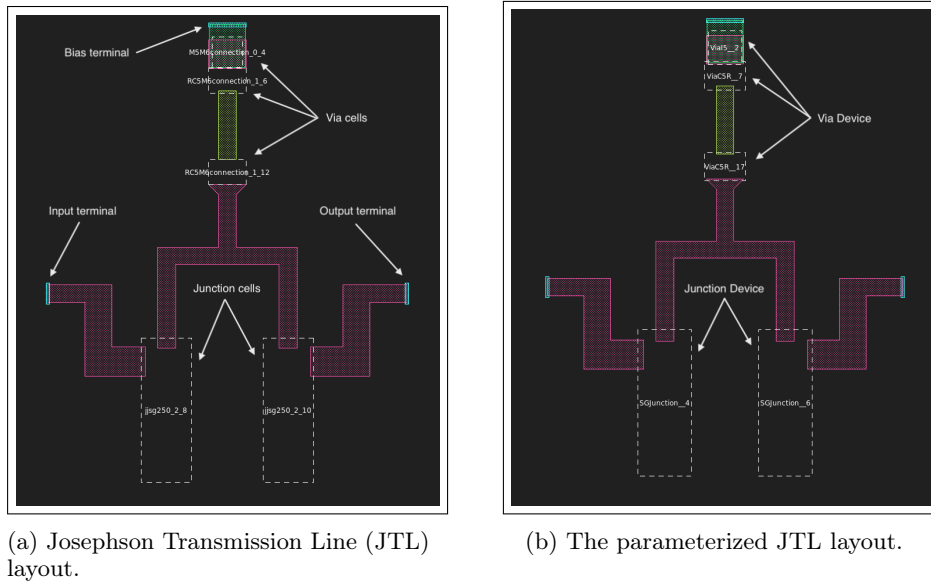 Bias terminal
M5M6connection_0_4
RC5M6connection_1_6
Via cells
RC5M6connection_1_12
Input terminal
Output terminal
Junction cells
jjsg250_2_8
jjsg250_2_10
(a) Josephson Transmission Line (JTL)
layout.
ViaI5__2
ViaC5R__7
Via Device
ViaC5R__17
Junction Device
SGJunction__4
SGJunction__6
(b) The parameterized JTL layout.